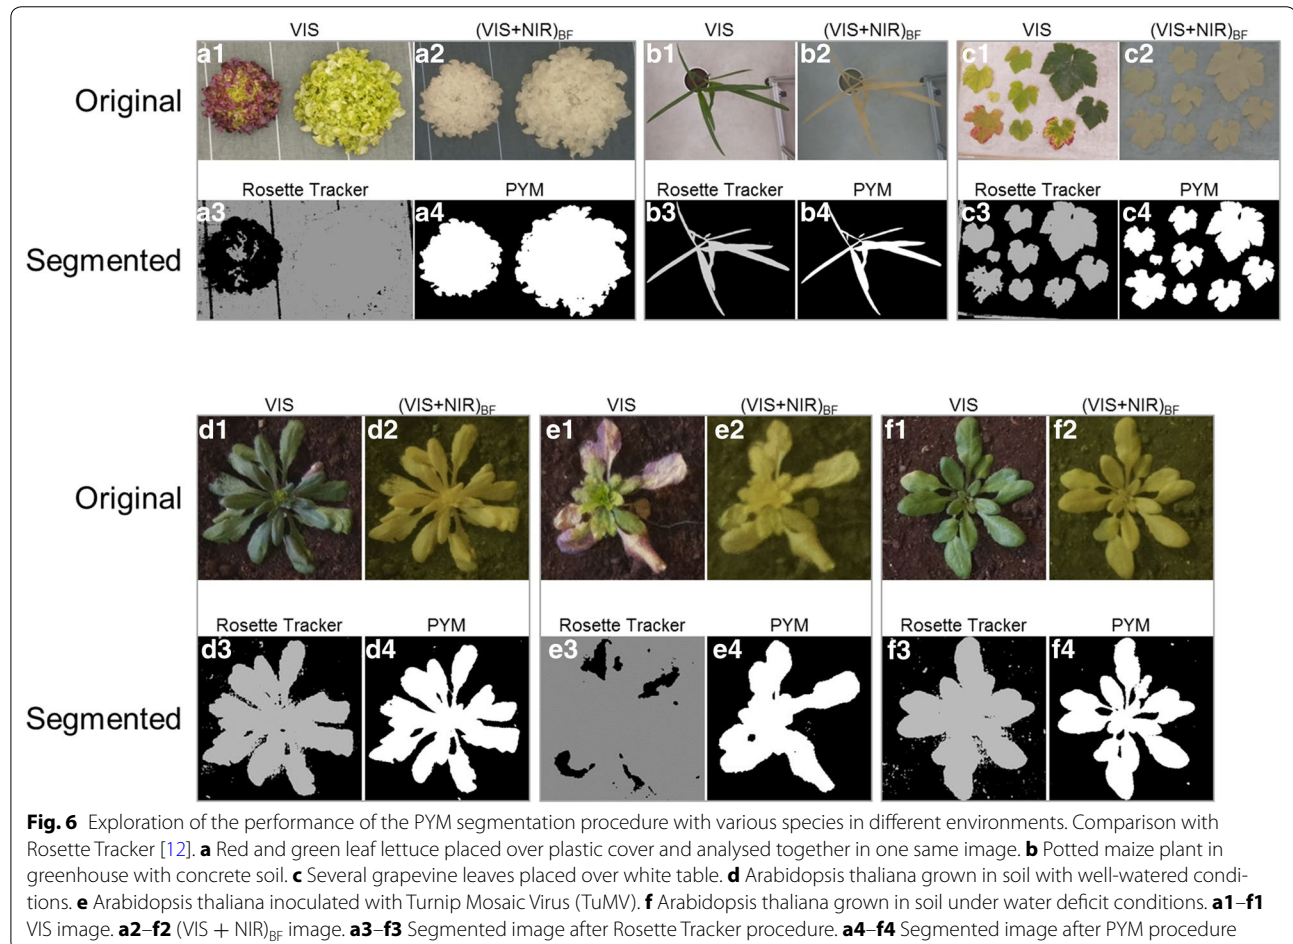 VIS (VIS+NIR)BF VIS (VIS+NIR)BF VIS (VIS+NIR)BF
a1 a2 b1 b2 c1 c2
Original
Rosette Tracker PYM Rosette Tracker PYM Rosette Tracker PYM
a3 a4 b3 b4 c3 c4
Segmented
VIS (VIS+NIR)BF VIS (VIS+NIR)BF VIS (VIS+NIR)BF
d1 d2 e1 e2 f1 f2
Original
Rosette Tracker PYM Rosette Tracker PYM Rosette Tracker PYM
d3 d4 e3 e4 f3 f4
Segmented
Fig. 6 Exploration of the performance of the PYM segmentation procedure with various species in different environments. Comparison with
Rosette Tracker [12]. a Red and green leaf lettuce placed over plastic cover and analysed together in one same image. b Potted maize plant in
greenhouse with concrete soil. c Several grapevine leaves placed over white table. d Arabidopsis thaliana grown in soil with well-watered condi-
tions. e Arabidopsis thaliana inoculated with Turnip Mosaic Virus (TuMV). f Arabidopsis thaliana grown in soil under water deficit conditions. a1–f1
VIS image. a2–f2 (VIS + NIR)BF image. a3–f3 Segmented image after Rosette Tracker procedure. a4–f4 Segmented image after PYM procedure